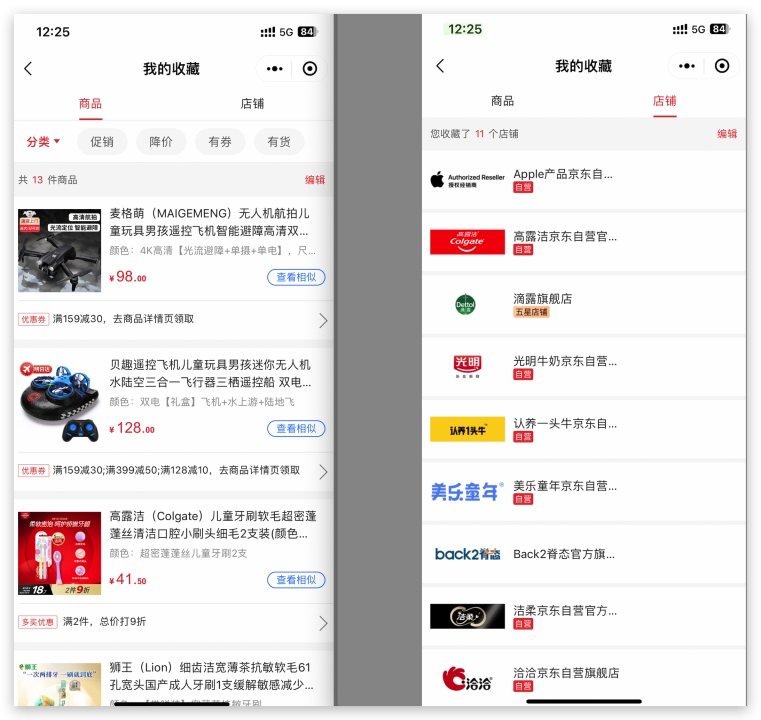 12:25
5G 84
我的收藏
商品
店铺
分类
促销
降价
有券
有货
共 13 件商品
编辑
高清航拍
光流定位 智能避障
麦格萌（MAIGEMENG）无人机航拍儿
童玩具男孩遥控飞机智能避障高清双...
颜色：4K高清【光流避障+单摄+单电】，尺...
¥98.00
查看相似
优惠券 满159减30，去商品详情页领取
明日达
贝趣遥控飞机儿童玩具男孩迷你无人机
水陆空三合一飞行器三栖遥控船 双电...
颜色：双电【礼盒】飞机+水上游+陆地飞
¥128.00
查看相似
优惠券 满159减30;满399减50;满128减10，去商品详情页领取
柔软密泡 呵护娇嫩牙龈
18
2件9折
高露洁（Colgate）儿童牙刷软毛超密蓬
蓬丝清洁口腔小刷头细毛2支装(颜色...
颜色：超密蓬蓬丝儿童牙刷2支
¥41.50
查看相似
多买优惠 满2件，总价打9折
狮王
狮王（Lion）细齿洁宽薄茶抗敏软毛61
孔宽头国产成人牙刷1支缓解敏感减少...
12:25
5G 84
我的收藏
商品
店铺
您收藏了 11 个店铺
编辑
Authorized Reseller
授权经销商
Apple产品京东自...
自营
高露洁
Colgate
高露洁京东自营官...
自营
Dettol
滴露
滴露旗舰店
五星店铺
光明
光明牛奶京东自营...
自营
认养1头牛
认养一头牛京东自...
自营
美乐童年
美乐童年京东自营...
自营
back2脊态
Back2脊态官方旗...
洁柔
洁柔京东自营官方...
自营
洽洽
洽洽京东自营旗舰店
自营